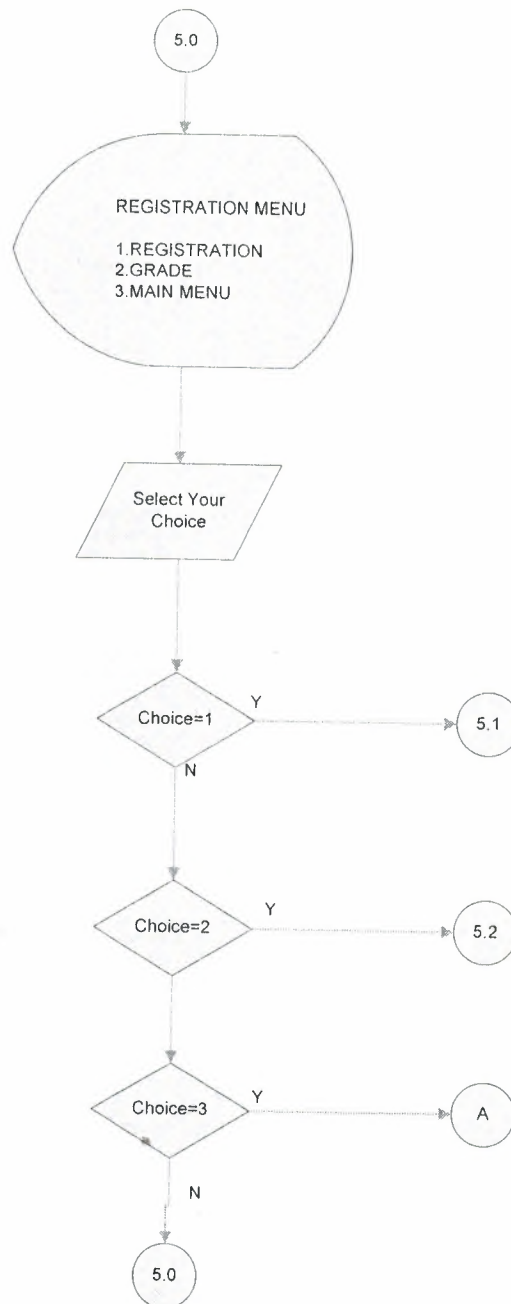 5.0
REGISTRATION MENU
1.REGISTRATION
2.GRADE
3.MAIN MENU
Select Your
Choice
Choice=1
Y
5.1
N
Choice=2
Y
5.2
Choice=3
Y
A
N
5.0